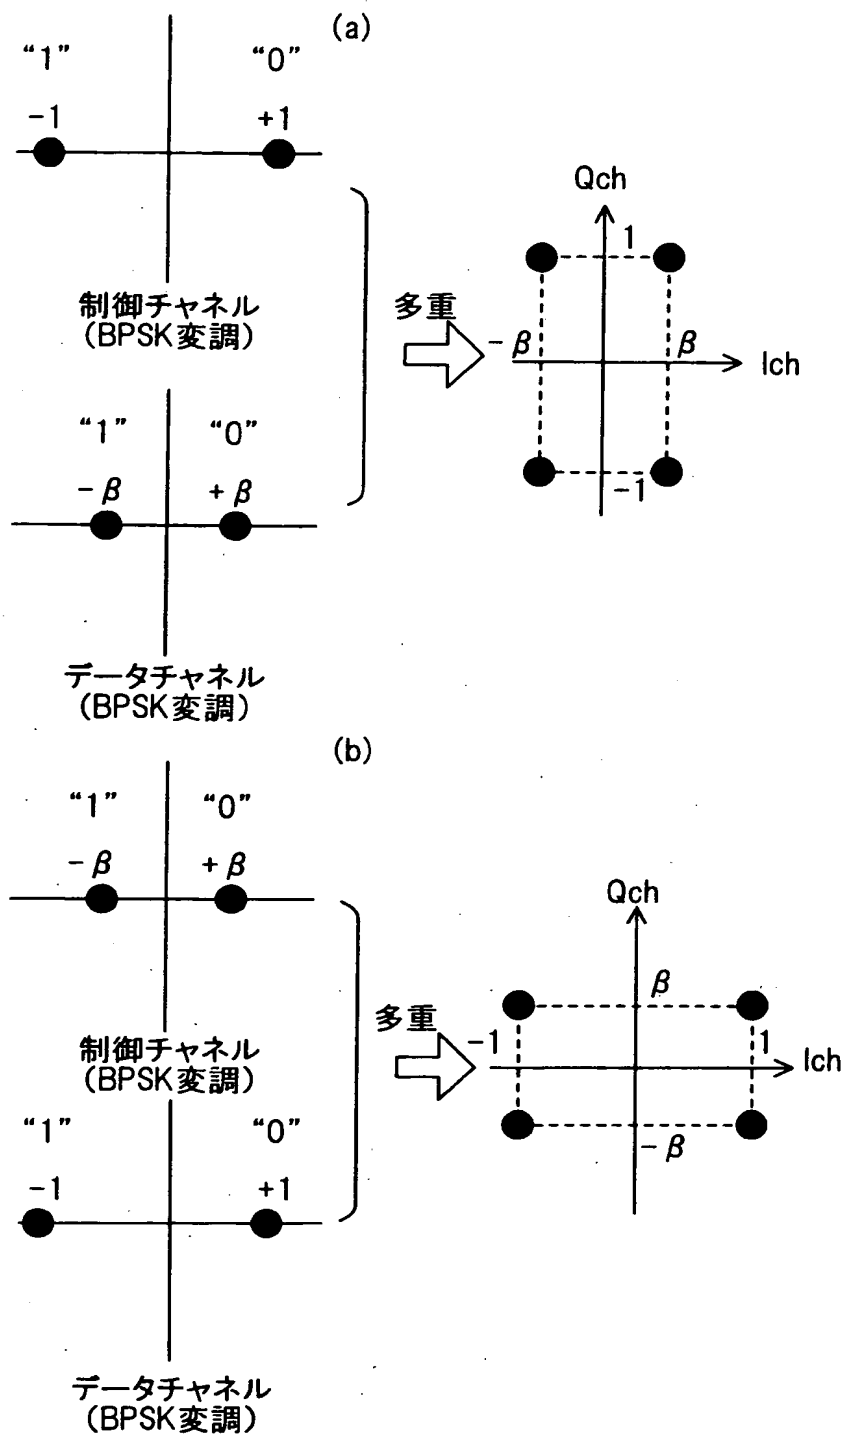 (a)
“1” “0”
-1 +1
制御チャネル
(BPSK変調)
“1” “0”
-β +β
データチャネル
(BPSK変調)
多重
Qch
1
-β β
Ich
-1
(b)
“1” “0”
-β +β
制御チャネル
(BPSK変調)
“1” “0”
-1 +1
データチャネル
(BPSK変調)
多重
Qch
β
-1 1
Ich
-β